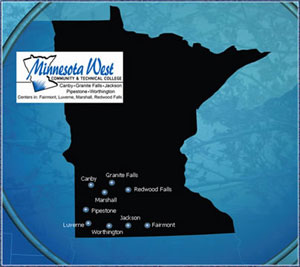 Minnesota West
COMMUNITY & TECHNICAL COLLEGE
Canby•Granite Falls•Jackson
Pipestone•Worthington
Centers in: Fairmont, Luverne, Marshall, Redwood Falls
Granite Falls
Canby
Redwood Falls
Marshall
Pipestone
Jackson
Luverne
Fairmont
Worthington